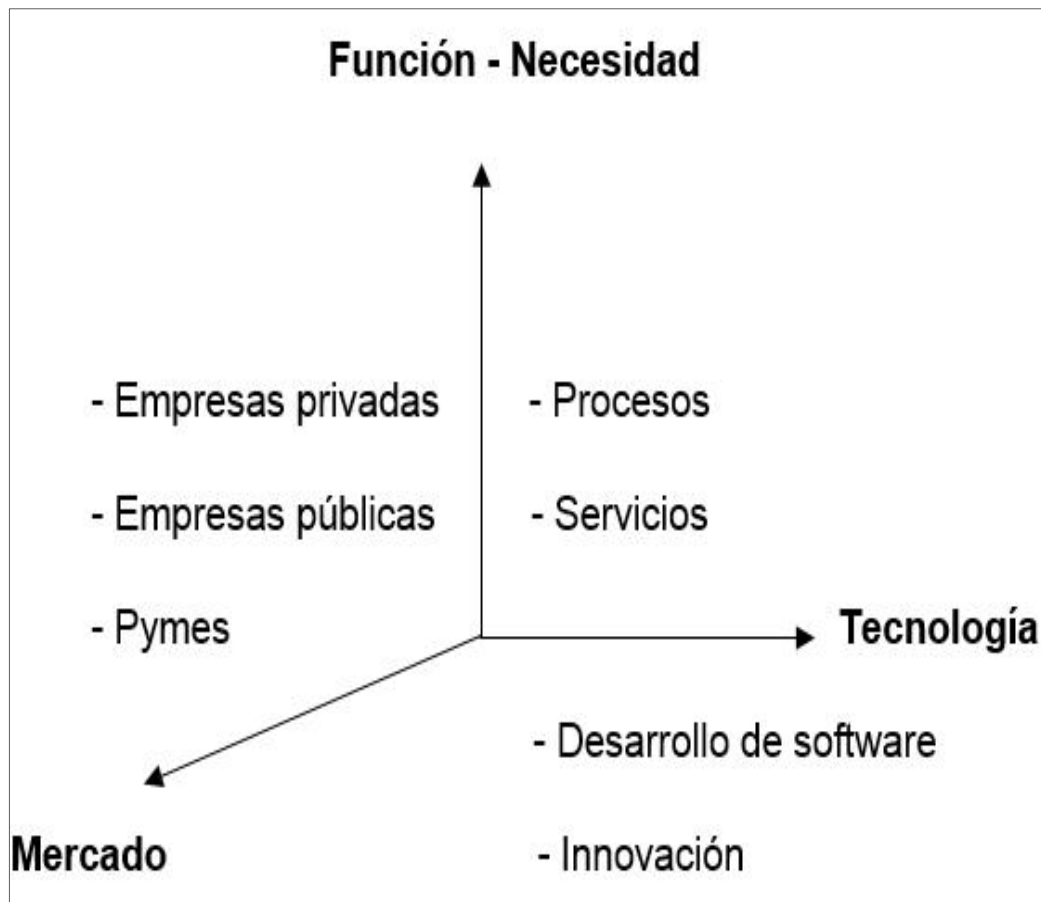 Función - Necesidad
- Empresas privadas
- Procesos
- Empresas públicas
- Servicios
- Pymes
Tecnología
- Desarrollo de software
Mercado
- Innovación